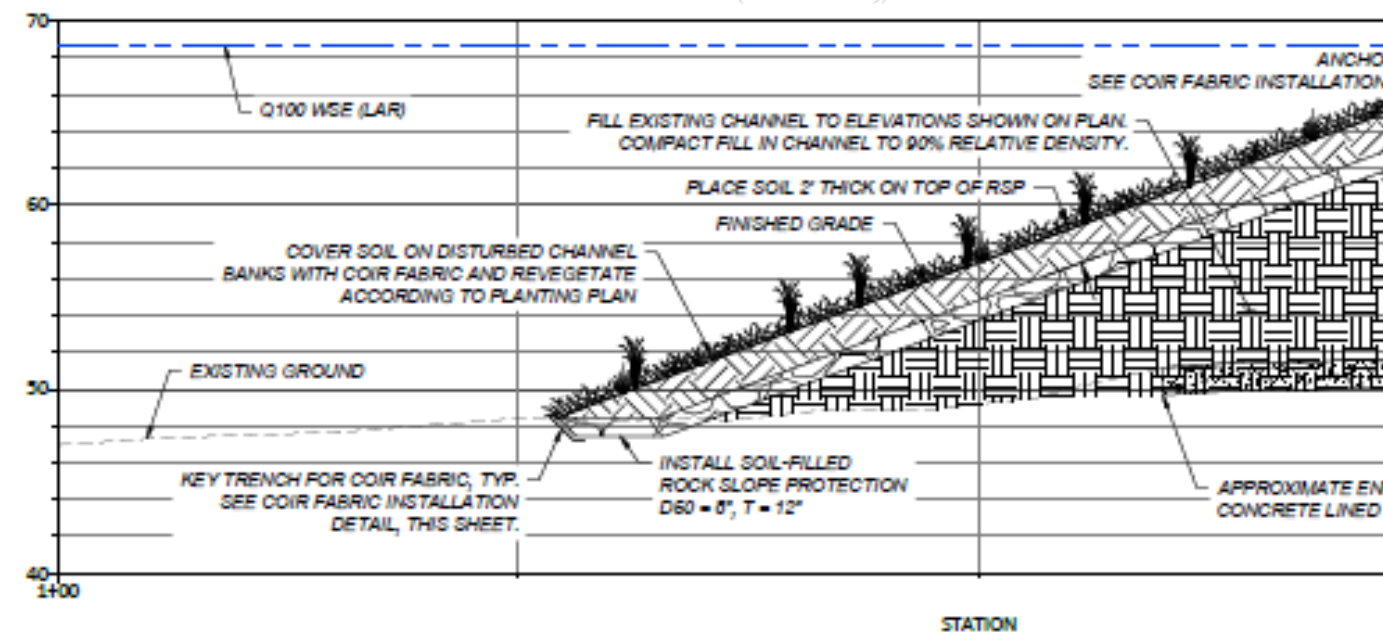 70
Q100 WSE (LAR)
ANCHO
SEE COIR FABRIC INSTALLATION
FILL EXISTING CHANNEL TO ELEVATIONS SHOWN ON PLAN.
COMPACT FILL IN CHANNEL TO 90% RELATIVE DENSITY.
PLACE SOIL 2' THICK ON TOP OF RSP
60
FINISHED GRADE
COVER SOIL ON DISTURBED CHANNEL
BANKS WITH COIR FABRIC AND REVEGETATE
ACCORDING TO PLANTING PLAN
EXISTING GROUND
50
KEY TRENCH FOR COIR FABRIC, TYP.
SEE COIR FABRIC INSTALLATION
DETAIL, THIS SHEET.
INSTALL SOIL-FILLED
ROCK SLOPE PROTECTION
T = 12"
APPROXIMATE EN
CONCRETE LINED
40
1+00
STATION